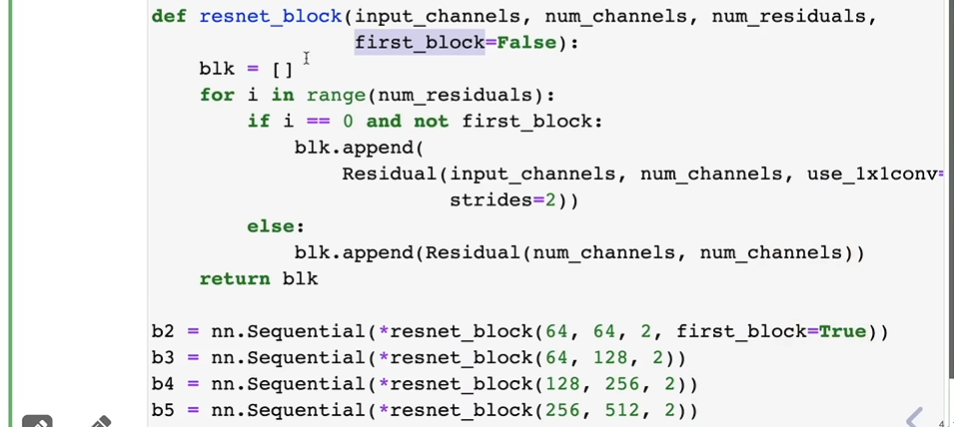 def resnet_block(input_channels, num_channels, num_residuals,
                 first_block=False):
    blk = []
    for i in range(num_residuals):
        if i == 0 and not first_block:
            blk.append(
                Residual(input_channels, num_channels, use_1x1conv=
                         strides=2))
        else:
            blk.append(Residual(num_channels, num_channels))
    return blk

b2 = nn.Sequential(*resnet_block(64, 64, 2, first_block=True))
b3 = nn.Sequential(*resnet_block(64, 128, 2))
b4 = nn.Sequential(*resnet_block(128, 256, 2))
b5 = nn.Sequential(*resnet_block(256, 512, 2))
4